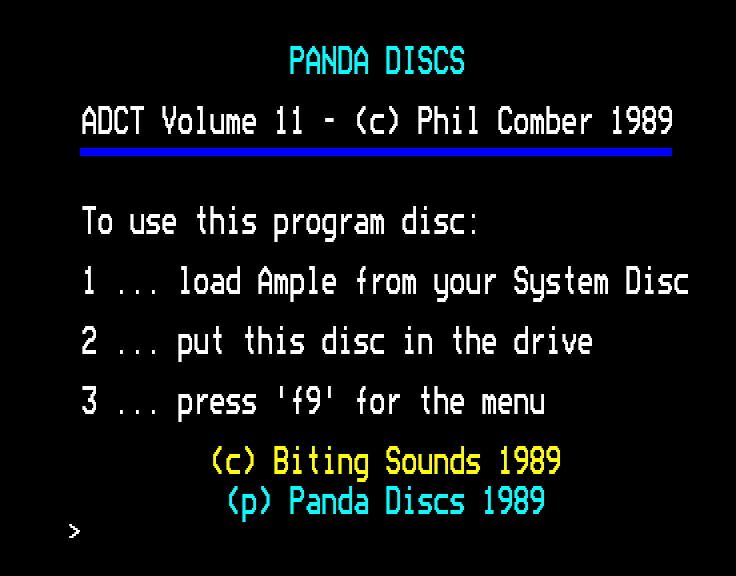 PANDA DISCS
ADCT Volume 11 - (c) Phil Comber 1989
To use this program disc:
1 ... load Ample from your System Disc
2 ... put this disc in the drive
3 ... press 'f9' for the menu
(c) Biting Sounds 1989
(p) Panda Discs 1989
>